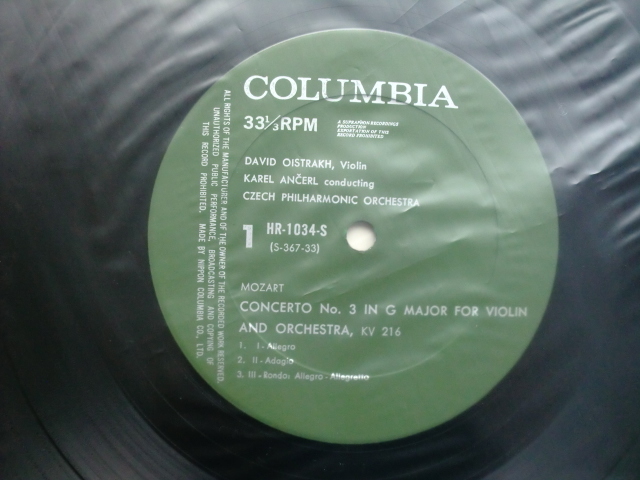 COLUMBIA
33⅓ RPM
A SUPRAPHON RECORDINGS
PRODUCTION
EXPORTATION OF THIS
RECORD PROHIBITED
DAVID OISTRAKH, Violin
KAREL ANČERL conducting
CZECH PHILHARMONIC ORCHESTRA
1 HR-1034-S
(S-367-33)
MOZART
CONCERTO No. 3 IN G MAJOR FOR VIOLIN
AND ORCHESTRA, KV 216
1. I - Allegro
2. II - Adagio
3. III - Rondo: Allegro - Allegretto
ALL RIGHTS OF THE MANUFACTURER AND OF THE OWNER OF THE RECORDED WORK RESERVED.
UNAUTHORIZED PUBLIC PERFORMANCE, BROADCASTING AND COPYING OF
THIS RECORD PROHIBITED. MADE BY NIPPON COLUMBIA CO., LTD.